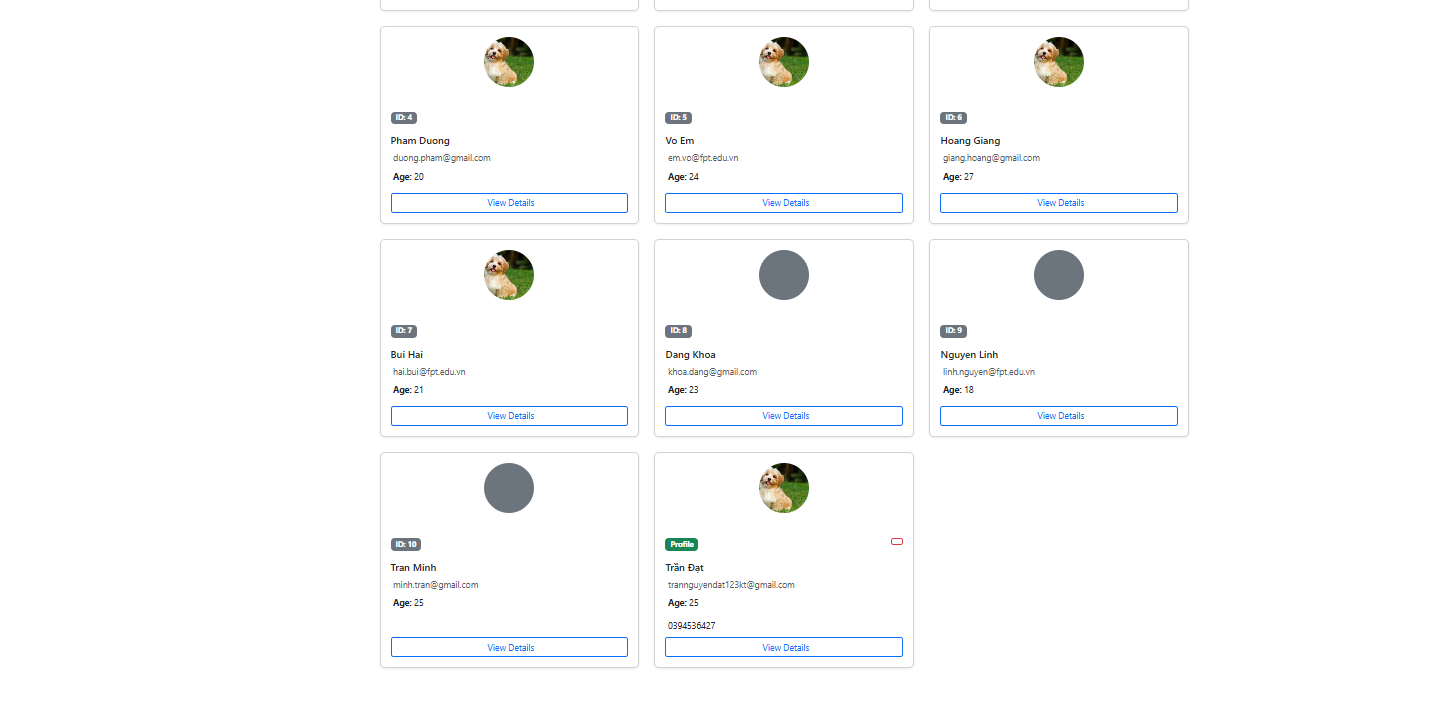 ID: 4
Pham Duong
duong.pham@gmail.com
Age: 20
View Details
ID: 5
Vo Em
em.vo@fpt.edu.vn
Age: 24
View Details
ID: 6
Hoang Giang
giang.hoang@gmail.com
Age: 27
View Details
ID: 7
Bui Hai
hai.bui@fpt.edu.vn
Age: 21
View Details
ID: 8
Dang Khoa
khoa.dang@gmail.com
Age: 23
View Details
ID: 9
Nguyen Linh
linh.nguyen@fpt.edu.vn
Age: 18
View Details
ID: 10
Tran Minh
minh.tran@gmail.com
Age: 25
View Details
Profile
Trần Đạt
trannguyendat123kt@gmail.com
Age: 25
0394536427
View Details